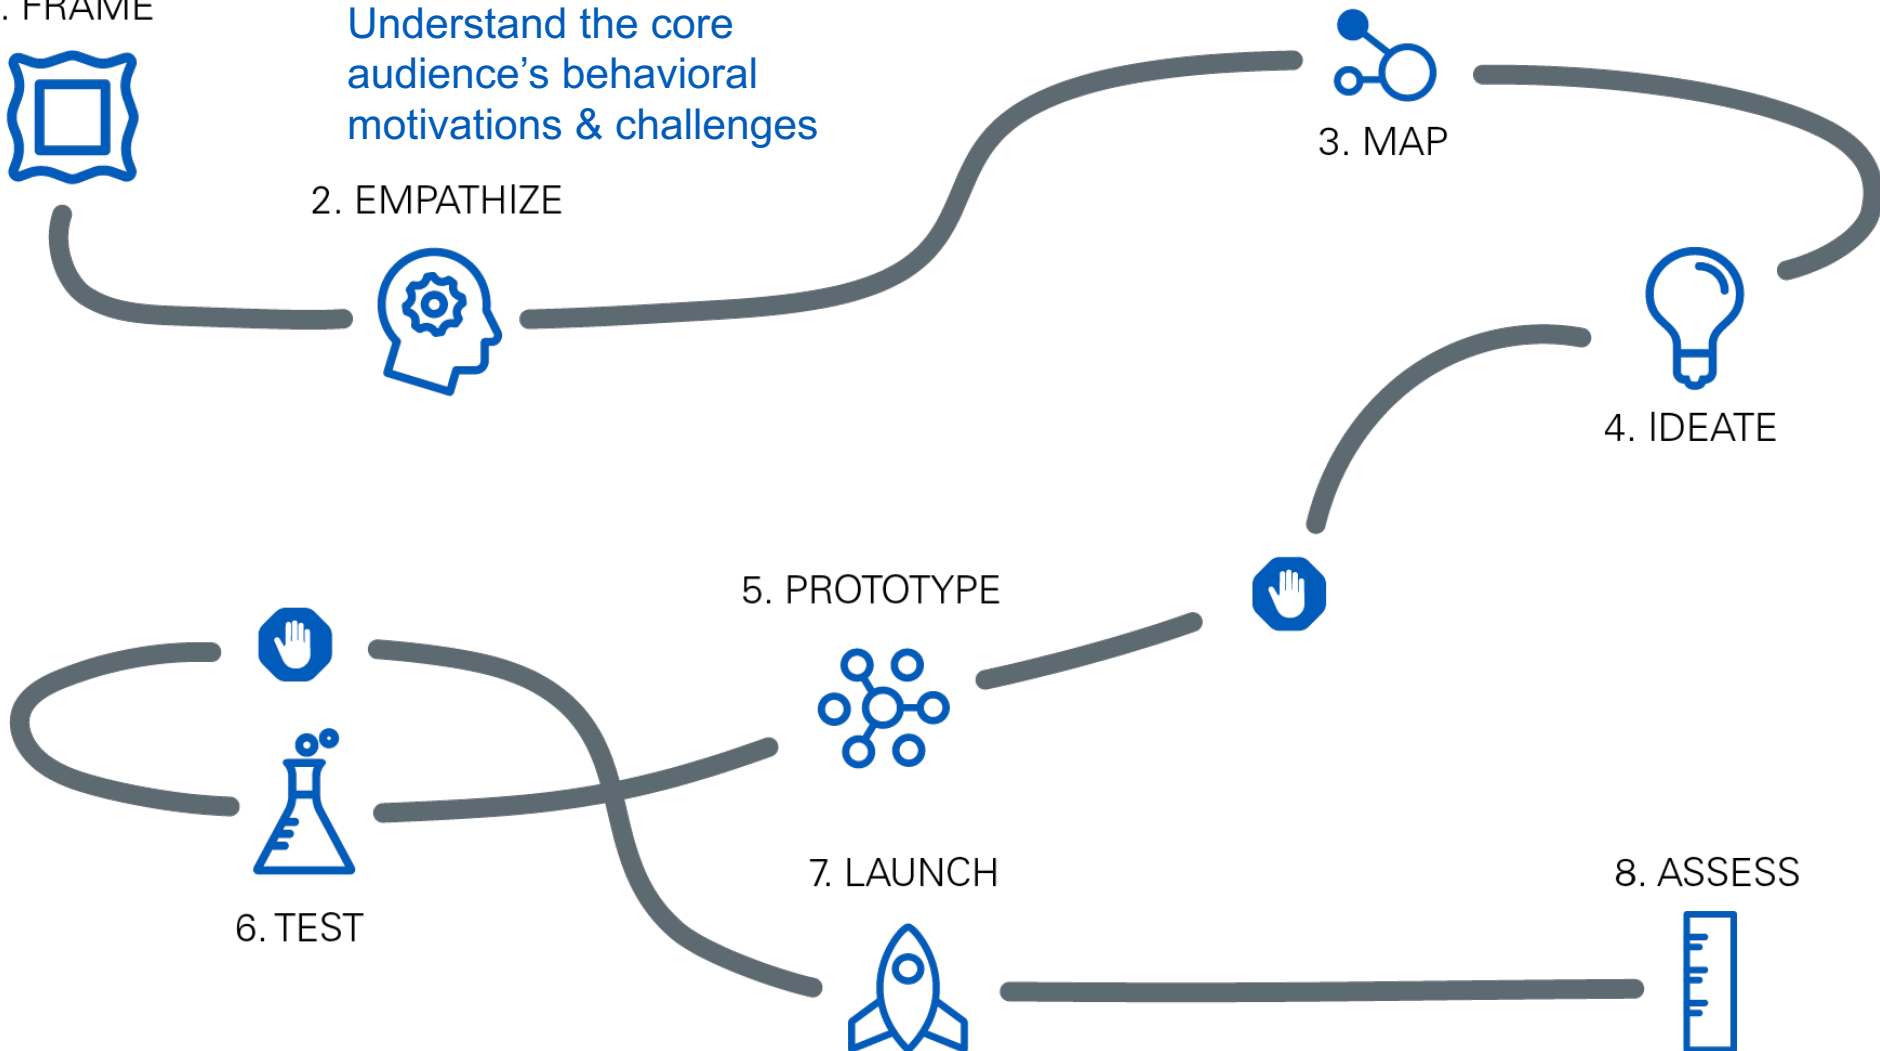 . FRAME
Understand the core
audience’s behavioral
motivations & challenges
2. EMPATHIZE
3. MAP
4. IDEATE
5. PROTOTYPE
6. TEST
7. LAUNCH
8. ASSESS